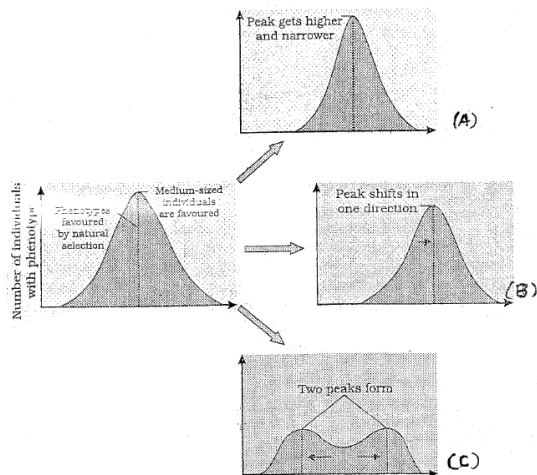 Peak gets higher
and narrower
(A)
Number of Individuals
with phenotype
Medium-sized
individuals
are favoured
Phenotypes
favoured
by natural
selection
Peak shifts in
one direction
(B)
Two peaks form
(C)